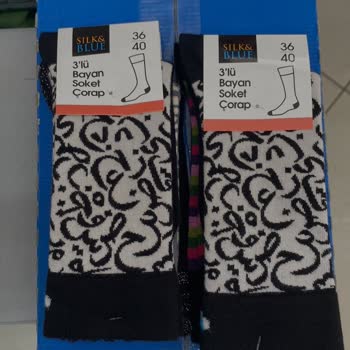 SILK&
BLUE
36
40
3'lü
Bayan
Soket
Çorap
SILK&
BLUE
36
40
3'lü
Bayan
Soket
Çorap